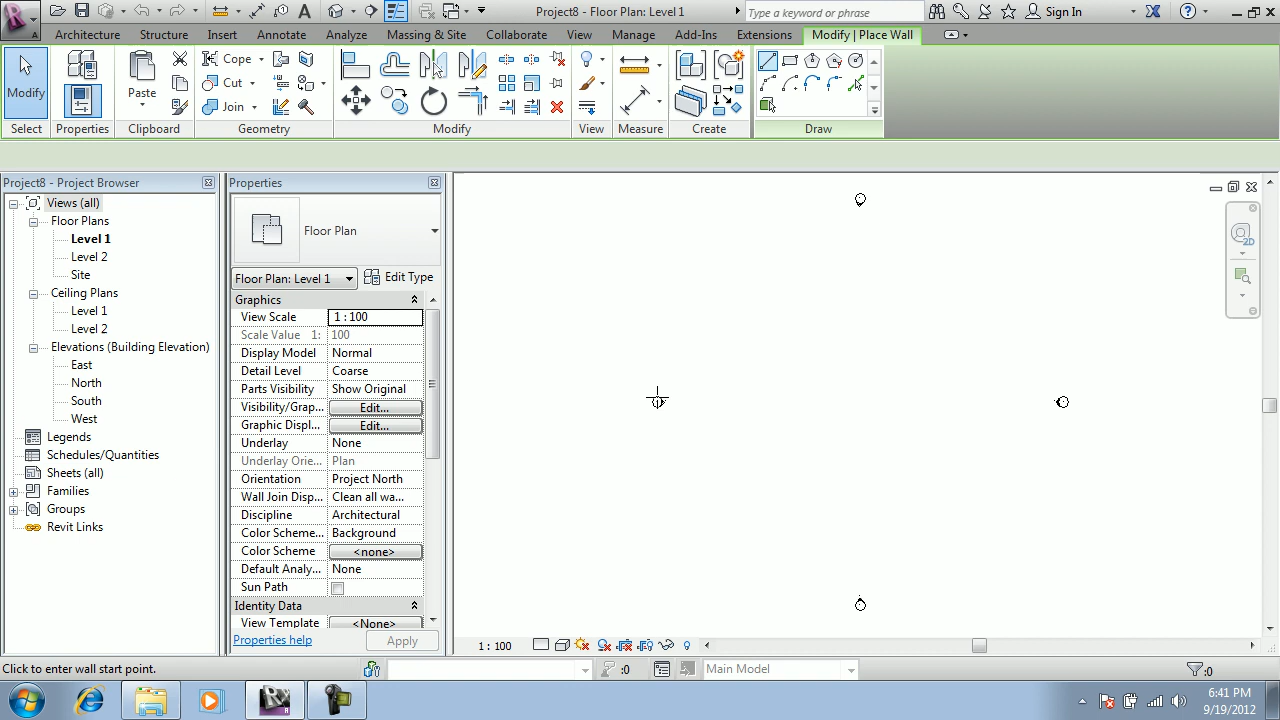 Project8 - Floor Plan: Level 1
Type a keyword or phrase
Sign In
Architecture
Structure
Insert
Annotate
Analyze
Massing & Site
Collaborate
View
Manage
Add-Ins
Extensions
Modify | Place Wall
Modify
Paste
Cope
Cut
Join
Select
Properties
Clipboard
Geometry
Modify
View
Measure
Create
Draw
Project8 - Project Browser
Views (all)
Floor Plans
Level 1
Level 2
Site
Ceiling Plans
Level 1
Level 2
Elevations (Building Elevation)
East
North
South
West
Legends
Schedules/Quantities
Sheets (all)
Families
Groups
Revit Links
Properties
Floor Plan
Floor Plan: Level 1
Edit Type
Graphics
View Scale 1 : 100
Scale Value 1: 100
Display Model Normal
Detail Level Coarse
Parts Visibility Show Original
Visibility/Grap... Edit...
Graphic Displ... Edit...
Underlay None
Underlay Orie... Plan
Orientation Project North
Wall Join Disp... Clean all wa...
Discipline Architectural
Color Scheme... Background
Color Scheme <none>
Default Analy... None
Sun Path
Identity Data
View Template <None>
Properties help
Apply
2D
1 : 100
Click to enter wall start point.
:0
Main Model
:0
6:41 PM
9/19/2012